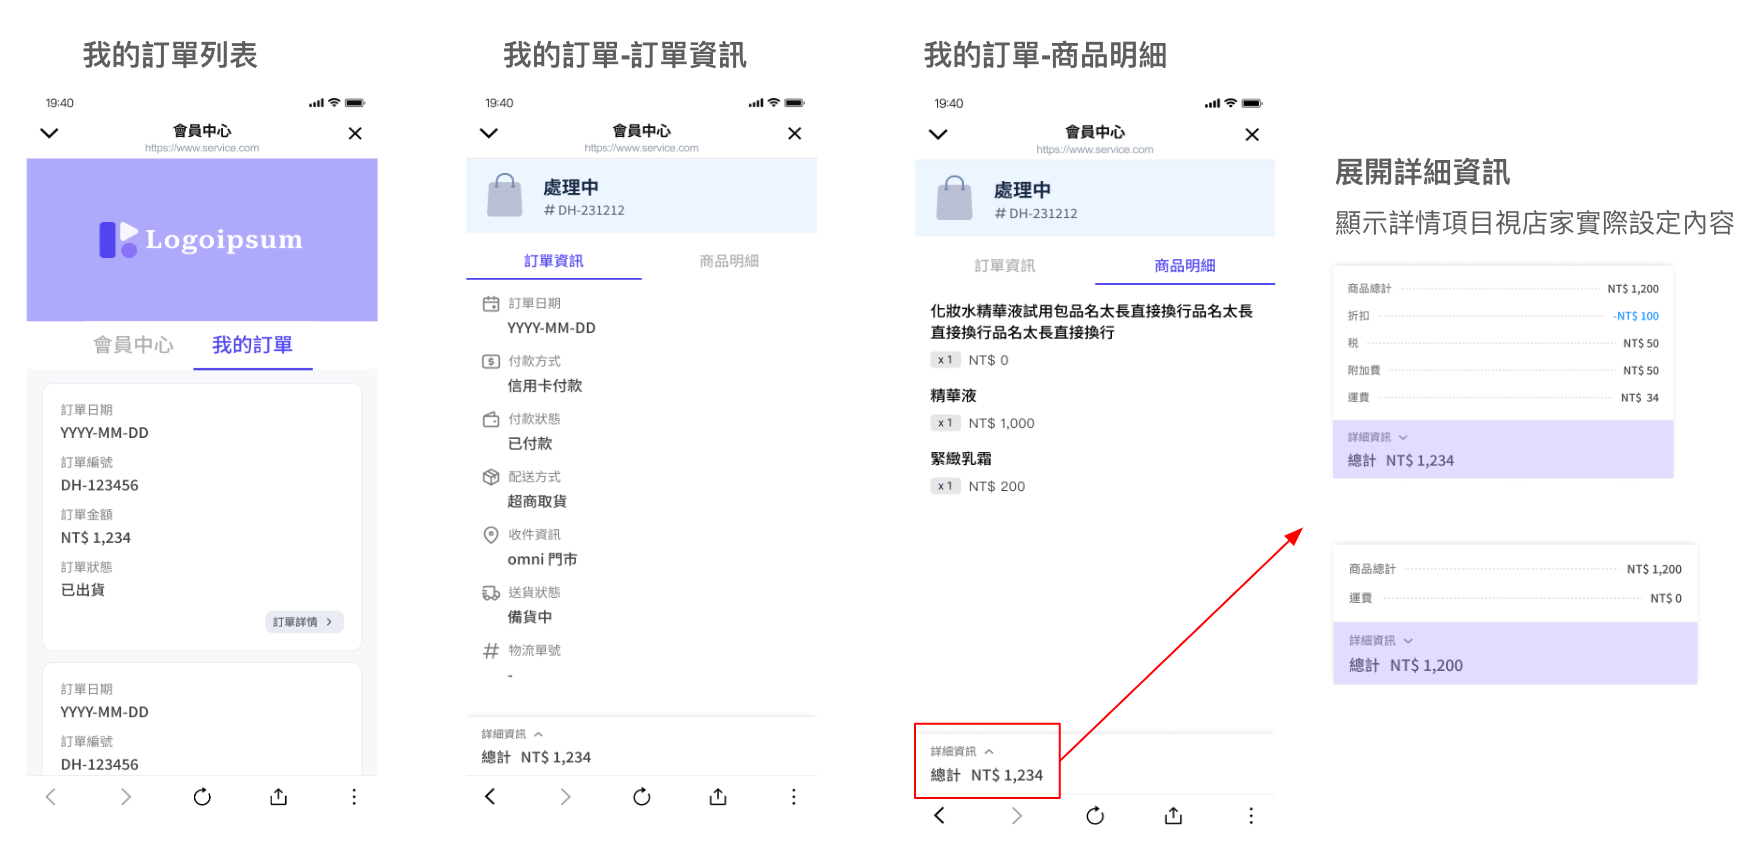 我的訂單列表
19:40
會員中心
https://www.service.com
Logoipsum
會員中心
我的訂單
訂單日期
YYYY-MM-DD
訂單編號
DH-123456
訂單金額
NT$ 1,234
訂單狀態
已出貨
訂單詳情
訂單日期
YYYY-MM-DD
訂單編號
DH-123456
我的訂單-訂單資訊
19:40
會員中心
https://www.service.com
處理中
# DH-231212
訂單資訊
商品明細
訂單日期
YYYY-MM-DD
付款方式
信用卡付款
付款狀態
已付款
配送方式
超商取貨
收件資訊
omni 門市
送貨狀態
備貨中
物流單號
-
詳細資訊
總計 NT$ 1,234
我的訂單-商品明細
19:40
會員中心
https://www.service.com
處理中
# DH-231212
訂單資訊
商品明細
化妝水精華液試用包品名太長直接換行品名太長
直接換行品名太長直接換行
x 1 NT$ 0
精華液
x 1 NT$ 1,000
緊緻乳霜
x 1 NT$ 200
詳細資訊
總計 NT$ 1,234
展開詳細資訊
顯示詳情項目視店家實際設定內容
商品總計 NT$ 1,200
折扣 -NT$ 100
稅 NT$ 50
附加費 NT$ 50
運費 NT$ 34
詳細資訊
總計 NT$ 1,234
商品總計 NT$ 1,200
運費 NT$ 0
詳細資訊
總計 NT$ 1,200